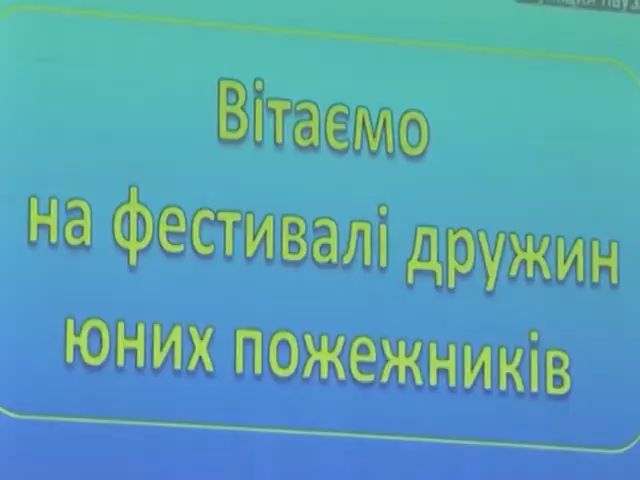 Вітаємо
на фестивалі дружин
юних пожежників